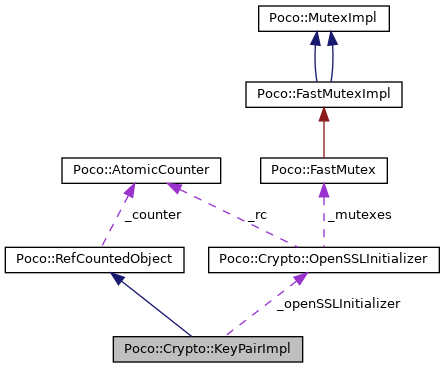 Poco::MutexImpl
Poco::FastMutexImpl
Poco::AtomicCounter
Poco::FastMutex
_counter
_rc
_mutexes
Poco::RefCountedObject
Poco::Crypto::OpenSSLInitializer
_openSSLInitializer
Poco::Crypto::KeyPairImpl